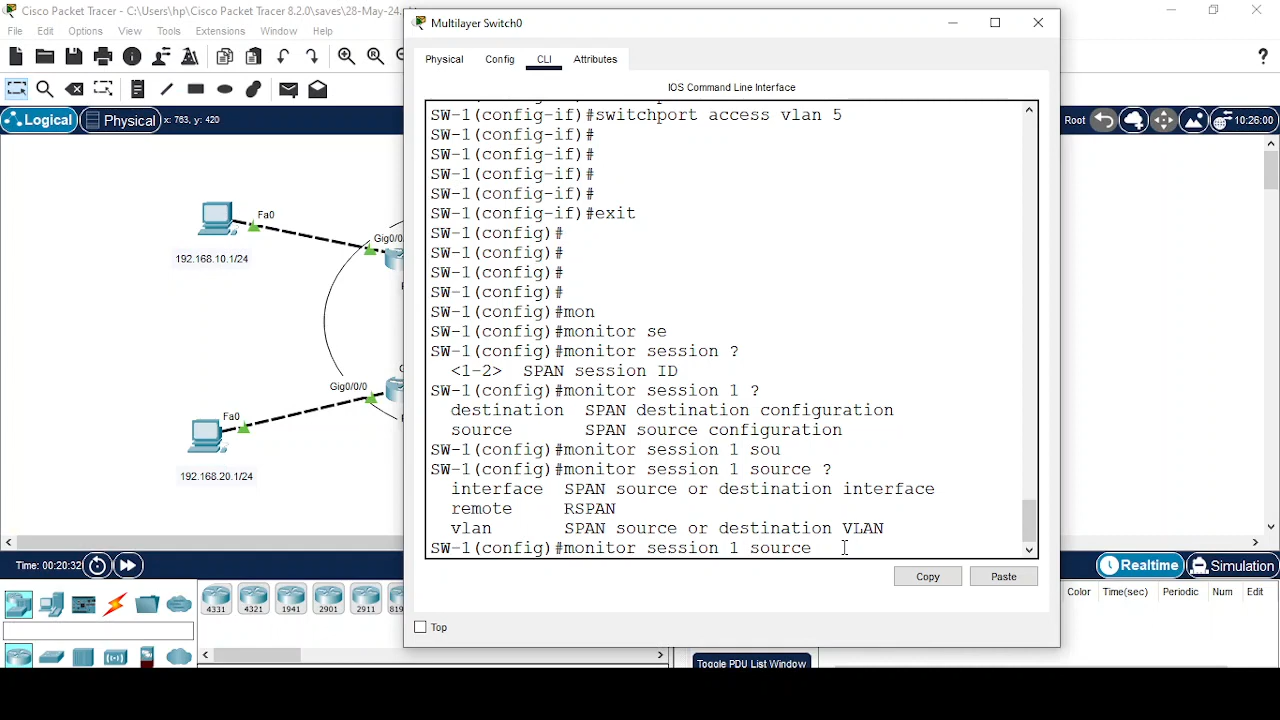 Cisco Packet Tracer - C:\Users\hp\Cisco Packet Tracer 8.2.0\saves\28-May-24.
Multilayer Switch0
File Edit Options View Tools Extensions Window Help
Physical Config CLI Attributes
IOS Command Line Interface
Logical Physical x: 763, y: 420
Root 10:26:00
SW-1(config-if)#switchport access vlan 5
SW-1(config-if)#
SW-1(config-if)#
SW-1(config-if)#
SW-1(config-if)#
SW-1(config-if)#exit
SW-1(config)#
SW-1(config)#
SW-1(config)#
SW-1(config)#
SW-1(config)#mon
SW-1(config)#monitor se
SW-1(config)#monitor session ?
<1-2> SPAN session ID
SW-1(config)#monitor session 1 ?
destination SPAN destination configuration
source SPAN source configuration
SW-1(config)#monitor session 1 sou
SW-1(config)#monitor session 1 source ?
interface SPAN source or destination interface
remote RSPAN
vlan SPAN source or destination VLAN
SW-1(config)#monitor session 1 source
Fa0
Gig0/0
192.168.10.1/24
Gig0/0/0
Fa0
192.168.20.1/24
Copy Paste
Top
Time: 00:20:32
Realtime Simulation
4331 4321 1941 2901 2911 819
Color Time(sec) Periodic Num Edit
Toggle PDU List Window